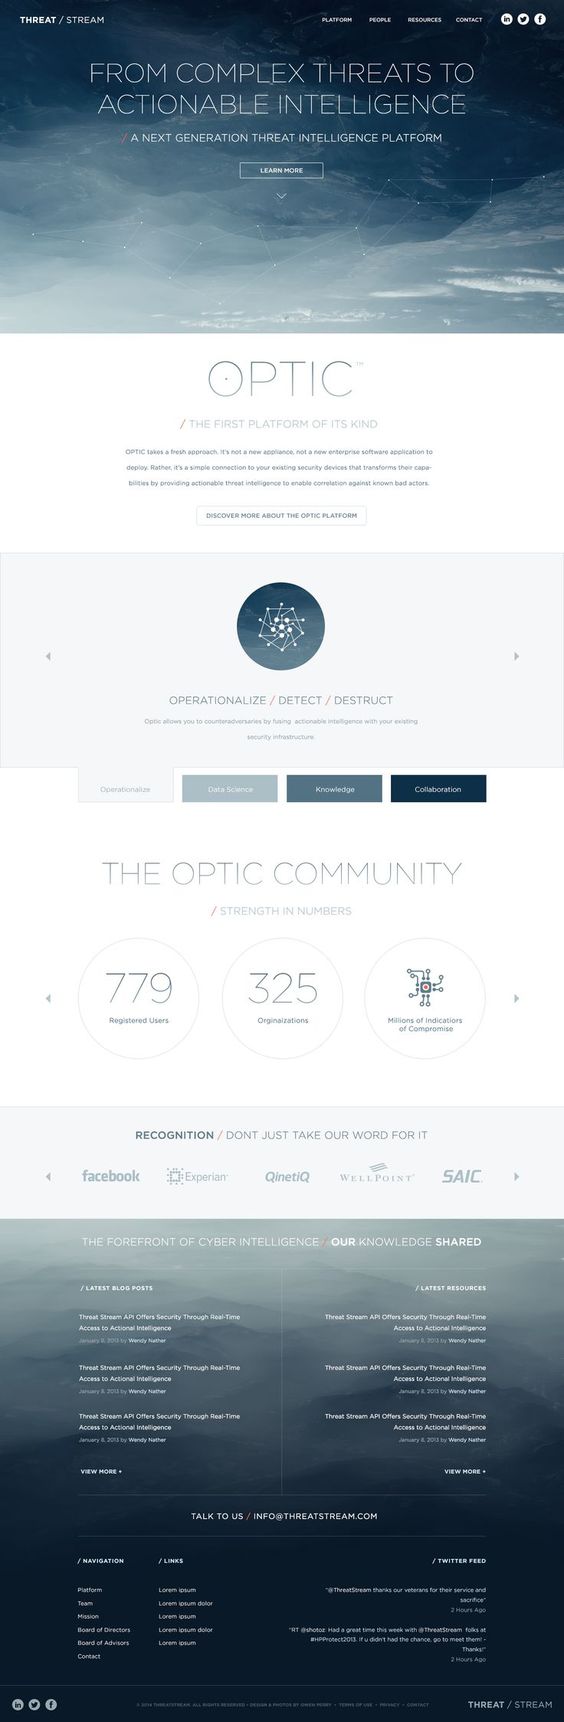 THREAT / STREAM
PLATFORM PEOPLE RESOURCES CONTACT
FROM COMPLEX THREATS TO
ACTIONABLE INTELLIGENCE
/ A NEXT GENERATION THREAT INTELLIGENCE PLATFORM
LEARN MORE
OPTIC™
/ THE FIRST PLATFORM OF ITS KIND
OPTIC takes a fresh approach. It's not a new appliance, not a new enterprise software application to
deploy. Rather, it's a simple connection to your existing security devices that transforms their capa-
bilities by providing actionable threat intelligence to enable correlation against known bad actors.
DISCOVER MORE ABOUT THE OPTIC PLATFORM
OPERATIONALIZE / DETECT / DESTRUCT
Optic allows you to counteradversaries by fusing actionable intelligence with your existing
security infrastructure.
Operationalize Data Science Knowledge Collaboration
THE OPTIC COMMUNITY
/ STRENGTH IN NUMBERS
779
Registered Users
325
Orginaizations
Millions of Indicatiors
of Compromise
RECOGNITION / DONT JUST TAKE OUR WORD FOR IT
facebook Experian QinetiQ WELLPOINT SAIC
THE FOREFRONT OF CYBER INTELLIGENCE / OUR KNOWLEDGE SHARED
/ LATEST BLOG POSTS
Threat Stream API Offers Security Through Real-Time
Access to Actional Intelligence
January 8, 2013 by Wendy Nather
Threat Stream API Offers Security Through Real-Time
Access to Actional Intelligence
January 8, 2013 by Wendy Nather
Threat Stream API Offers Security Through Real-Time
Access to Actional Intelligence
January 8, 2013 by Wendy Nather
VIEW MORE +
/ LATEST RESOURCES
Threat Stream API Offers Security Through Real-Time
Access to Actional Intelligence
January 8, 2013 by Wendy Nather
Threat Stream API Offers Security Through Real-Time
Access to Actional Intelligence
January 8, 2013 by Wendy Nather
Threat Stream API Offers Security Through Real-Time
Access to Actional Intelligence
January 8, 2013 by Wendy Nather
VIEW MORE +
TALK TO US / INFO@THREATSTREAM.COM
/ NAVIGATION
Platform
Team
Mission
Board of Directors
Board of Advisors
Contact
/ LINKS
Lorem ipsum
Lorem ipsum dolor
Lorem ipsum
Lorem ipsum dolor
Lorem ipsum
/ TWITTER FEED
"@ThreatStream thanks our veterans for their service and
sacrifice"
2 Hours Ago
"RT @shotoz Had a great time this week with @ThreatStream folks at
#HPProtect2013. If u didn't had the chance, go to meet them! -
Thanks!"
2 Hours Ago
© 2014 THREATSTREAM. ALL RIGHTS RESERVED • DESIGN & PHOTOS BY OWEN PERRY • TERMS OF USE • PRIVACY • CONTACT
THREAT / STREAM